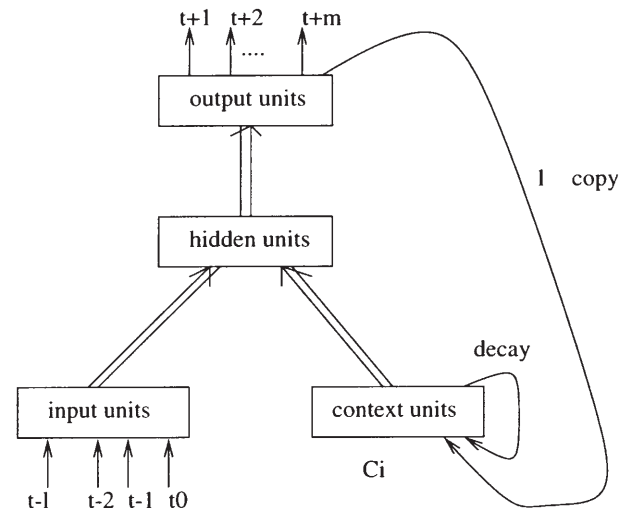 t+1 t+2 t+m
....
output units
1 copy
hidden units
decay
input units context units
Ci
t-l t-2 t-1 t0